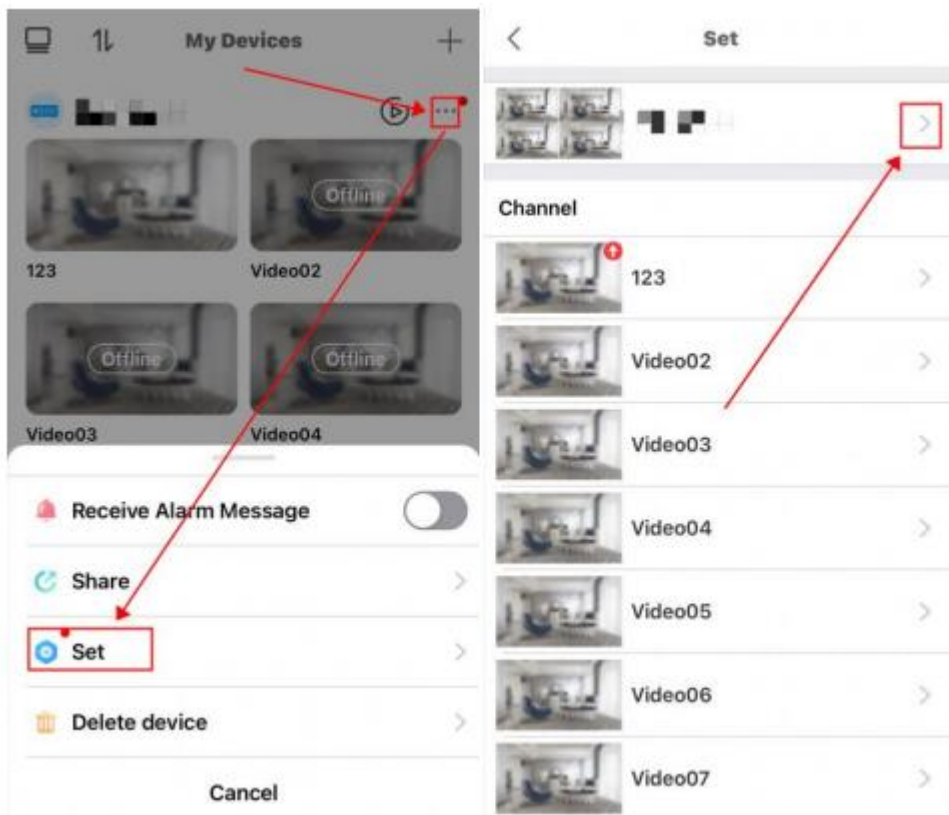 My Devices
Offline
123
Video02
Offline
Offline
Video03
Video04
Receive Alarm Message
Share
Set
Delete device
Cancel
Set
Channel
123
Video02
Video03
Video04
Video05
Video06
Video07